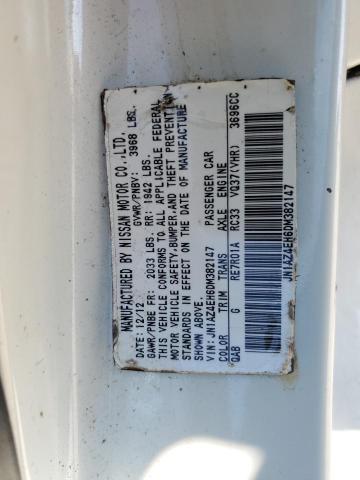 MANUFACTURED BY NISSAN MOTOR CO.,LTD.
DATE: 12/12 GVWR/PNBV: 3968 LBS.
GAWR/PNBE FR: 2033 LBS. RR: 1942 LBS.
THIS VEHICLE CONFORMS TO ALL APPLICABLE FEDERAL
MOTOR VEHICLE SAFETY,BUMPER,AND THEFT PREVENTION
STANDARDS IN EFFECT ON THE DATE OF MANUFACTURE
SHOWN ABOVE.
VIN: JN1AZ4EH6DM382147 PASSENGER CAR
COLOR TRIM TRANS AXLE ENGINE
QAB G RE7R01A RC33 VQ37(VHR) 3696CC
JN1AZ4EH6DM382147